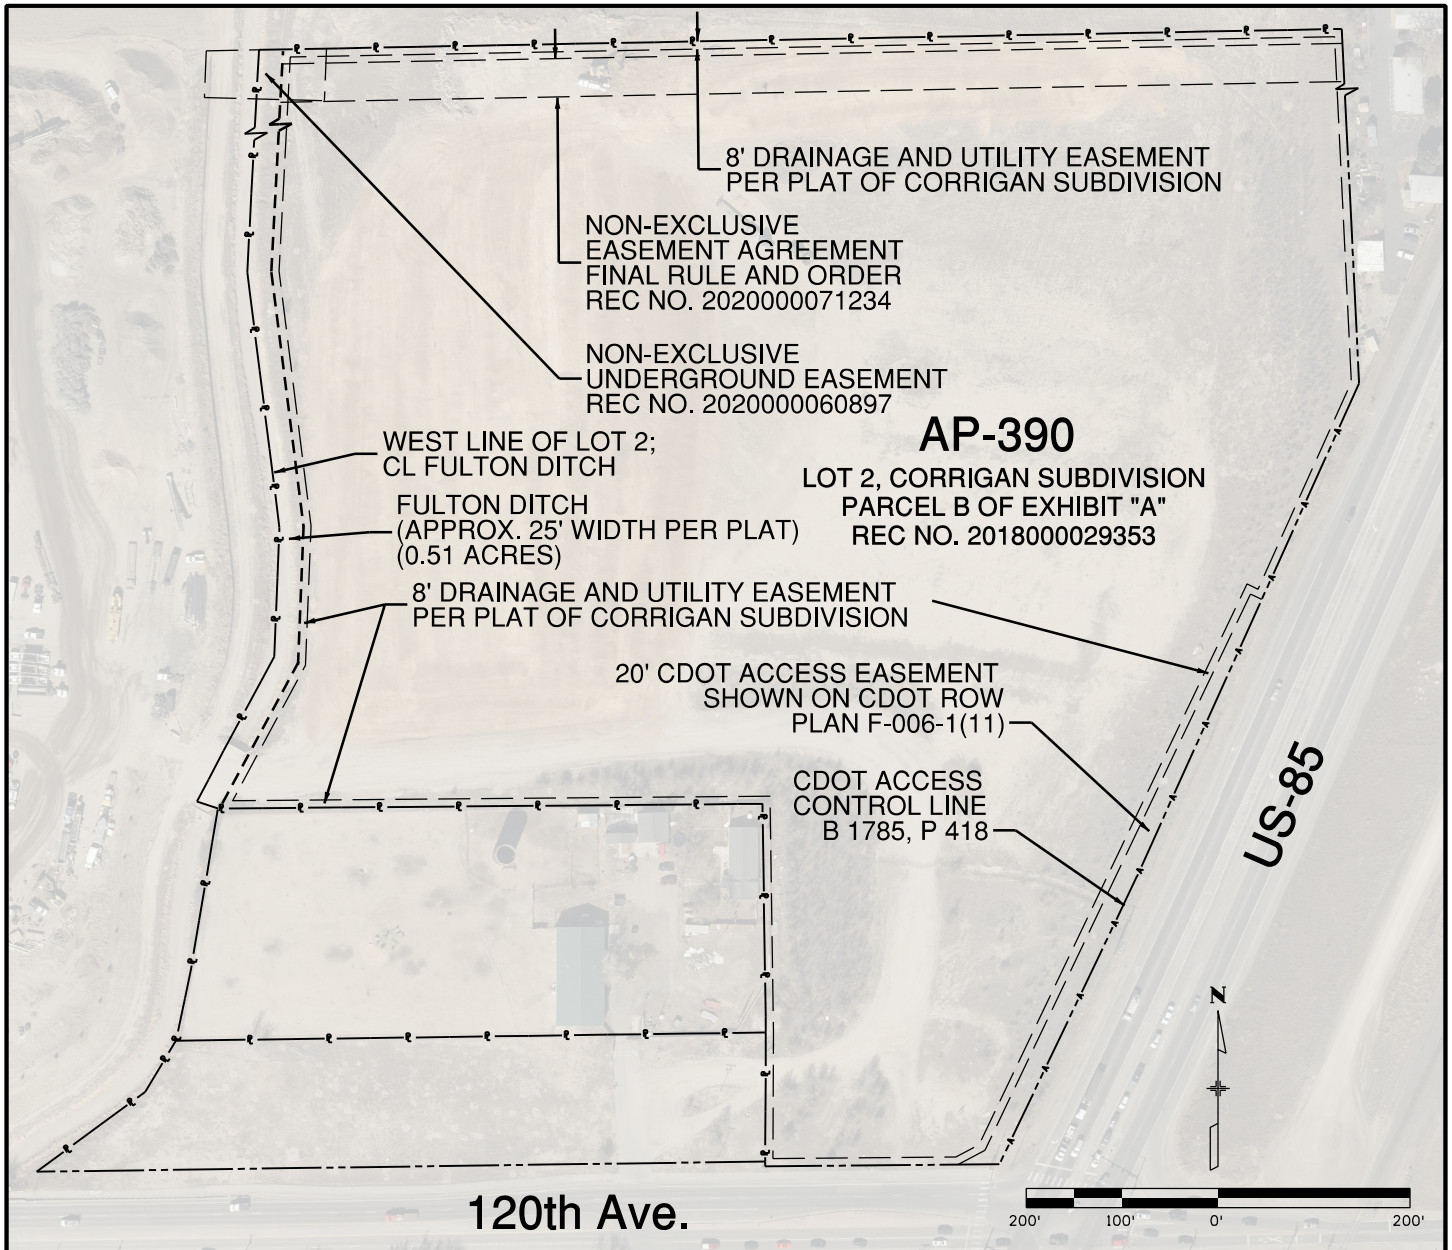 8' DRAINAGE AND UTILITY EASEMENT
PER PLAT OF CORRIGAN SUBDIVISION
NON-EXCLUSIVE
EASEMENT AGREEMENT
FINAL RULE AND ORDER
REC NO. 2020000071234
NON-EXCLUSIVE
UNDERGROUND EASEMENT
REC NO. 2020000060897
AP-390
LOT 2, CORRIGAN SUBDIVISION
PARCEL B OF EXHIBIT "A"
REC NO. 2018000029353
WEST LINE OF LOT 2;
CL FULTON DITCH
FULTON DITCH
(APPROX. 25' WIDTH PER PLAT)
(0.51 ACRES)
8' DRAINAGE AND UTILITY EASEMENT
PER PLAT OF CORRIGAN SUBDIVISION
20' CDOT ACCESS EASEMENT
SHOWN ON CDOT ROW
PLAN F-006-1(11)
CDOT ACCESS
CONTROL LINE
B 1785, P 418
US-85
N
120th Ave.
200' 100' 0' 200'